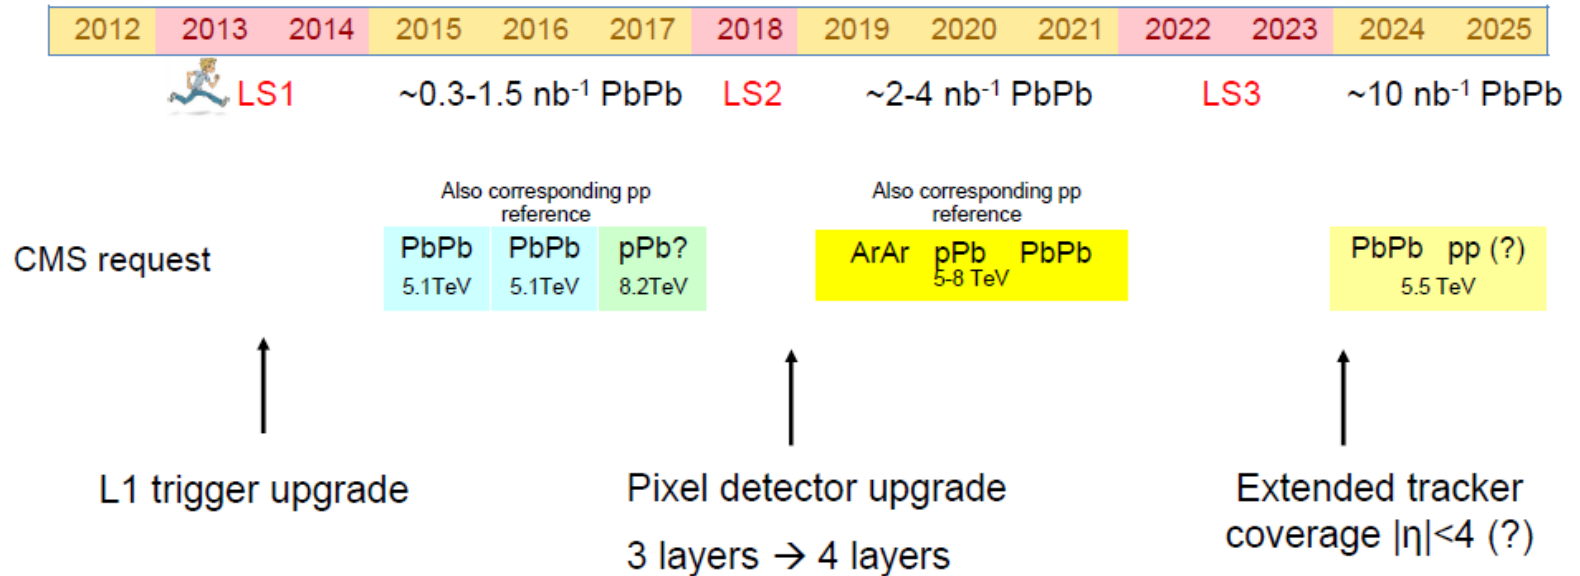 2012 2013 2014 2015 2016 2017 2018 2019 2020 2021 2022 2023 2024 2025
LS1 ~0.3-1.5 nb⁻¹ PbPb LS2 ~2-4 nb⁻¹ PbPb LS3 ~10 nb⁻¹ PbPb
Also corresponding pp
reference
Also corresponding pp
reference
CMS request
PbPb
5.1TeV
PbPb
5.1TeV
pPb?
8.2TeV
ArAr pPb PbPb
5-8 TeV
PbPb pp (?)
5.5 TeV
L1 trigger upgrade
Pixel detector upgrade
3 layers → 4 layers
Extended tracker
coverage |η|<4 (?)